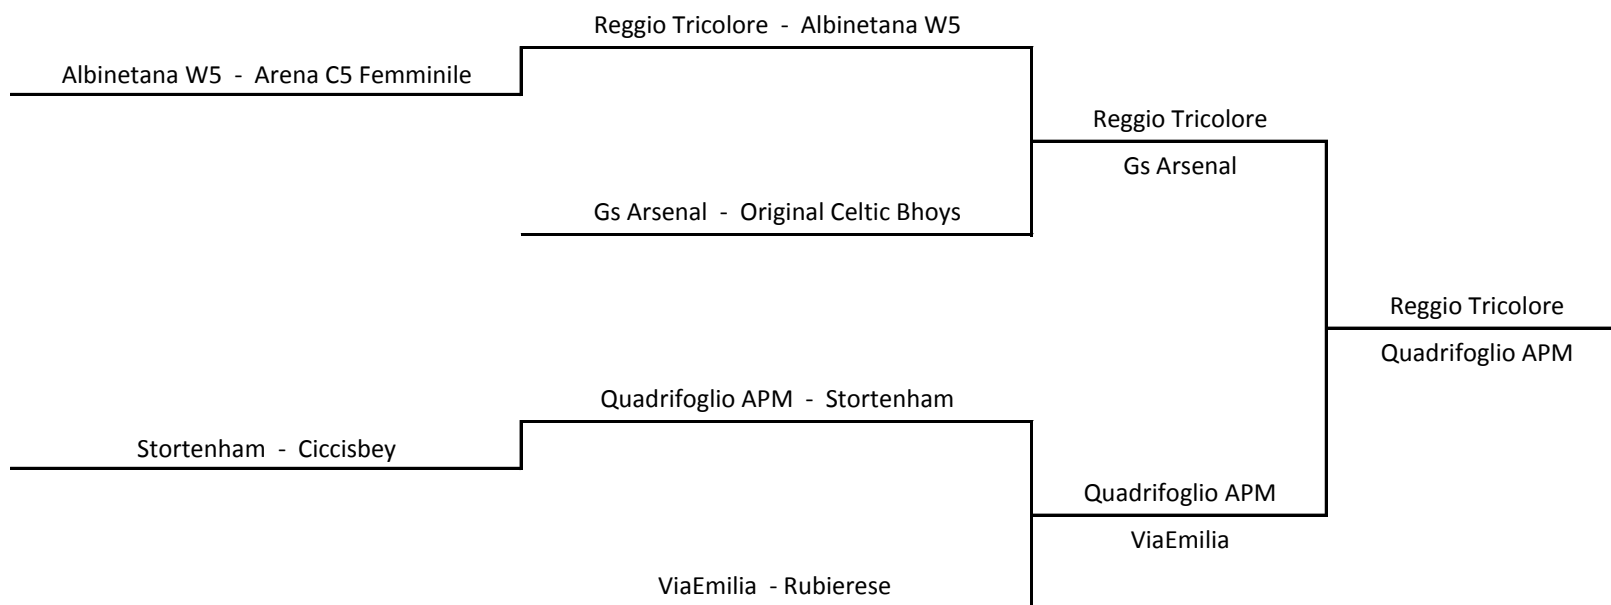 Reggio Tricolore - Albinetana W5
Albinetana W5 - Arena C5 Femminile
Reggio Tricolore
Gs Arsenal
Gs Arsenal - Original Celtic Bhoys
Reggio Tricolore
Quadrifoglio APM
Quadrifoglio APM - Stortenham
Stortenham - Ciccisbey
Quadrifoglio APM
ViaEmilia
ViaEmilia - Rubierese